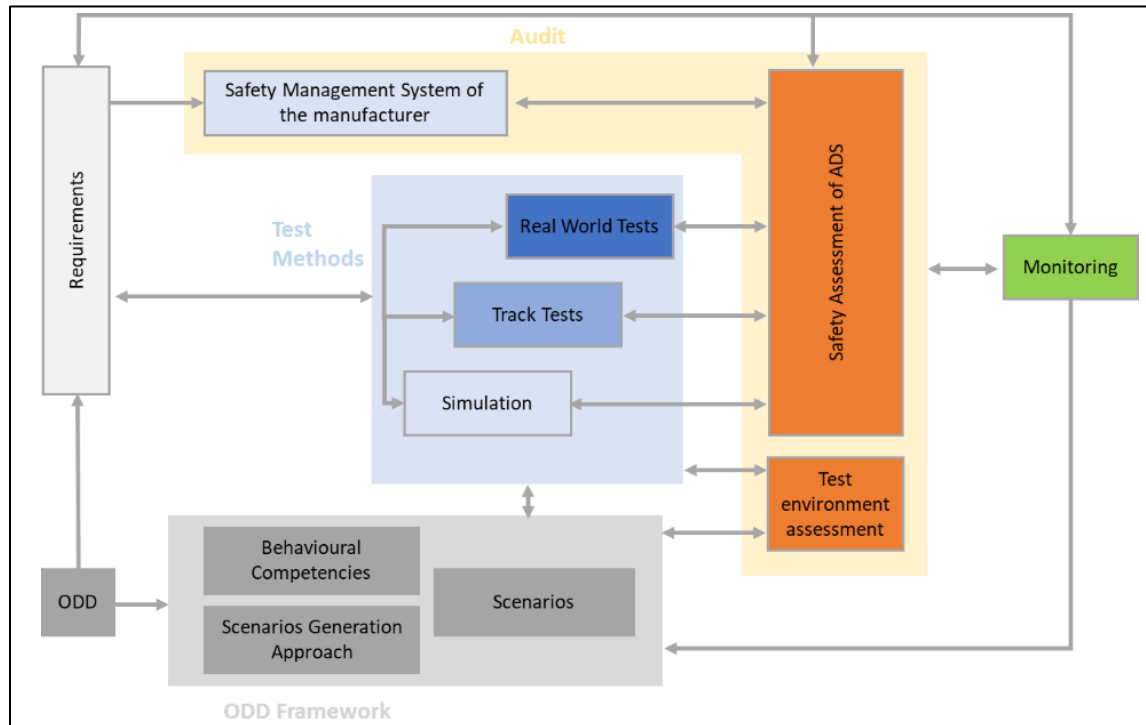 Audit
Safety Management System of
the manufacturer
Requirements
Safety Assessment of ADS
Test
Methods
Real World Tests
Monitoring
Track Tests
Simulation
Test
environment
assessment
Behavioural
Competencies
ODD
Scenarios
Scenarios Generation
Approach
ODD Framework